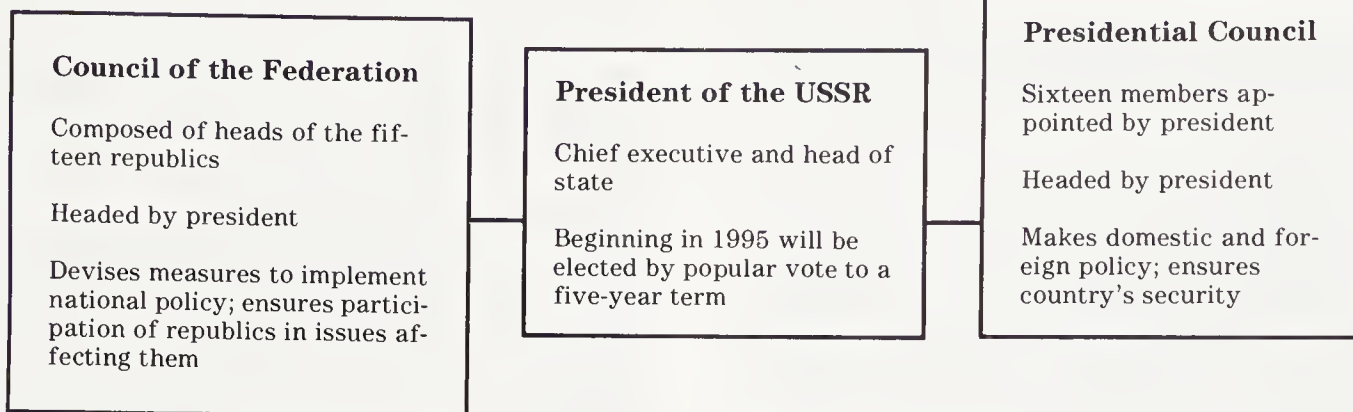 Council of the Federation
Composed of heads of the fif-
teen republics
Headed by president
Devises measures to implement
national policy; ensures partici-
pation of republics in issues af-
fecting them
President of the USSR
Chief executive and head of
state
Beginning in 1995 will be
elected by popular vote to a
five-year term
Presidential Council
Sixteen members ap-
pointed by president
Headed by president
Makes domestic and for-
eign policy; ensures
country's security